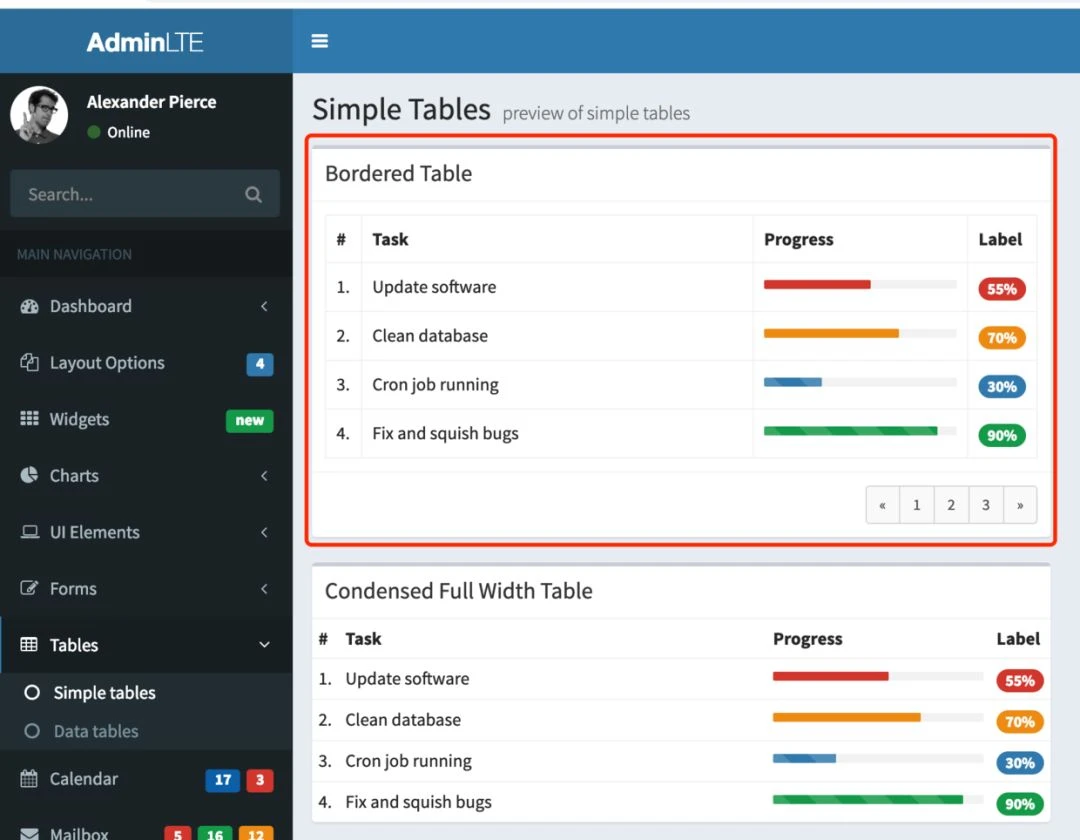 AdminLTE
Alexander Pierce
Online
Search...
MAIN NAVIGATION
Dashboard
Layout Options 4
Widgets new
Charts
UI Elements
Forms
Tables
Simple tables
Data tables
Calendar 17 3
Mailbox 5 16 12
Simple Tables preview of simple tables
Bordered Table
# Task Progress Label
1. Update software 55%
2. Clean database 70%
3. Cron job running 30%
4. Fix and squish bugs 90%
« 1 2 3 »
Condensed Full Width Table
# Task Progress Label
1. Update software 55%
2. Clean database 70%
3. Cron job running 30%
4. Fix and squish bugs 90%